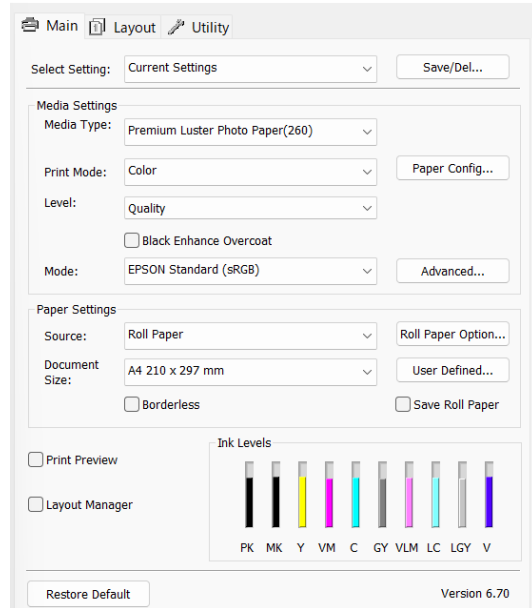 Main Layout Utility
Select Setting: Current Settings Save/Del...
Media Settings
Media Type: Premium Luster Photo Paper(260)
Print Mode: Color Paper Config...
Level: Quality
Black Enhance Overcoat
Mode: EPSON Standard (sRGB) Advanced...
Paper Settings
Source: Roll Paper Roll Paper Option...
Document
Size: A4 210 x 297 mm User Defined...
Borderless Save Roll Paper
Print Preview
Layout Manager
Ink Levels
PK MK Y VM C GY VLM LC LGY V
Restore Default Version 6.70